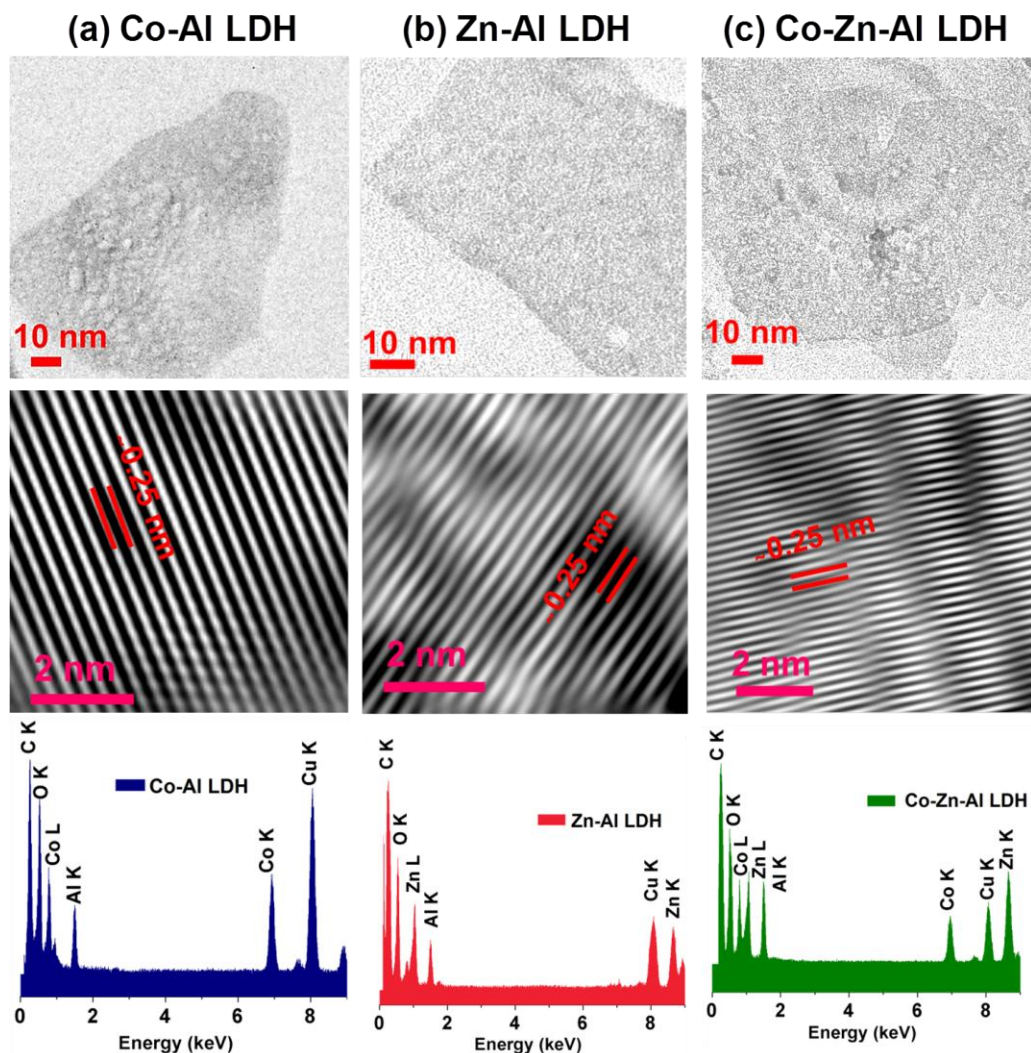 (a) Co-Al LDH
(b) Zn-Al LDH
(c) Co-Zn-Al LDH
10 nm
10 nm
10 nm
~0.25 nm
2 nm
~0.25 nm
2 nm
~0.25 nm
2 nm
C K
O K
Co L
Al K
Co-Al LDH
Co K
Cu K
0 2 4 6 8
Energy (keV)
C K
O K
Zn L
Al K
Zn-Al LDH
Cu K
Zn K
0 2 4 6 8
Energy (keV)
C K
O K
Co L
Zn L
Al K
Co-Zn-Al LDH
Co K
Cu K
Zn K
0 2 4 6 8
Energy (keV)